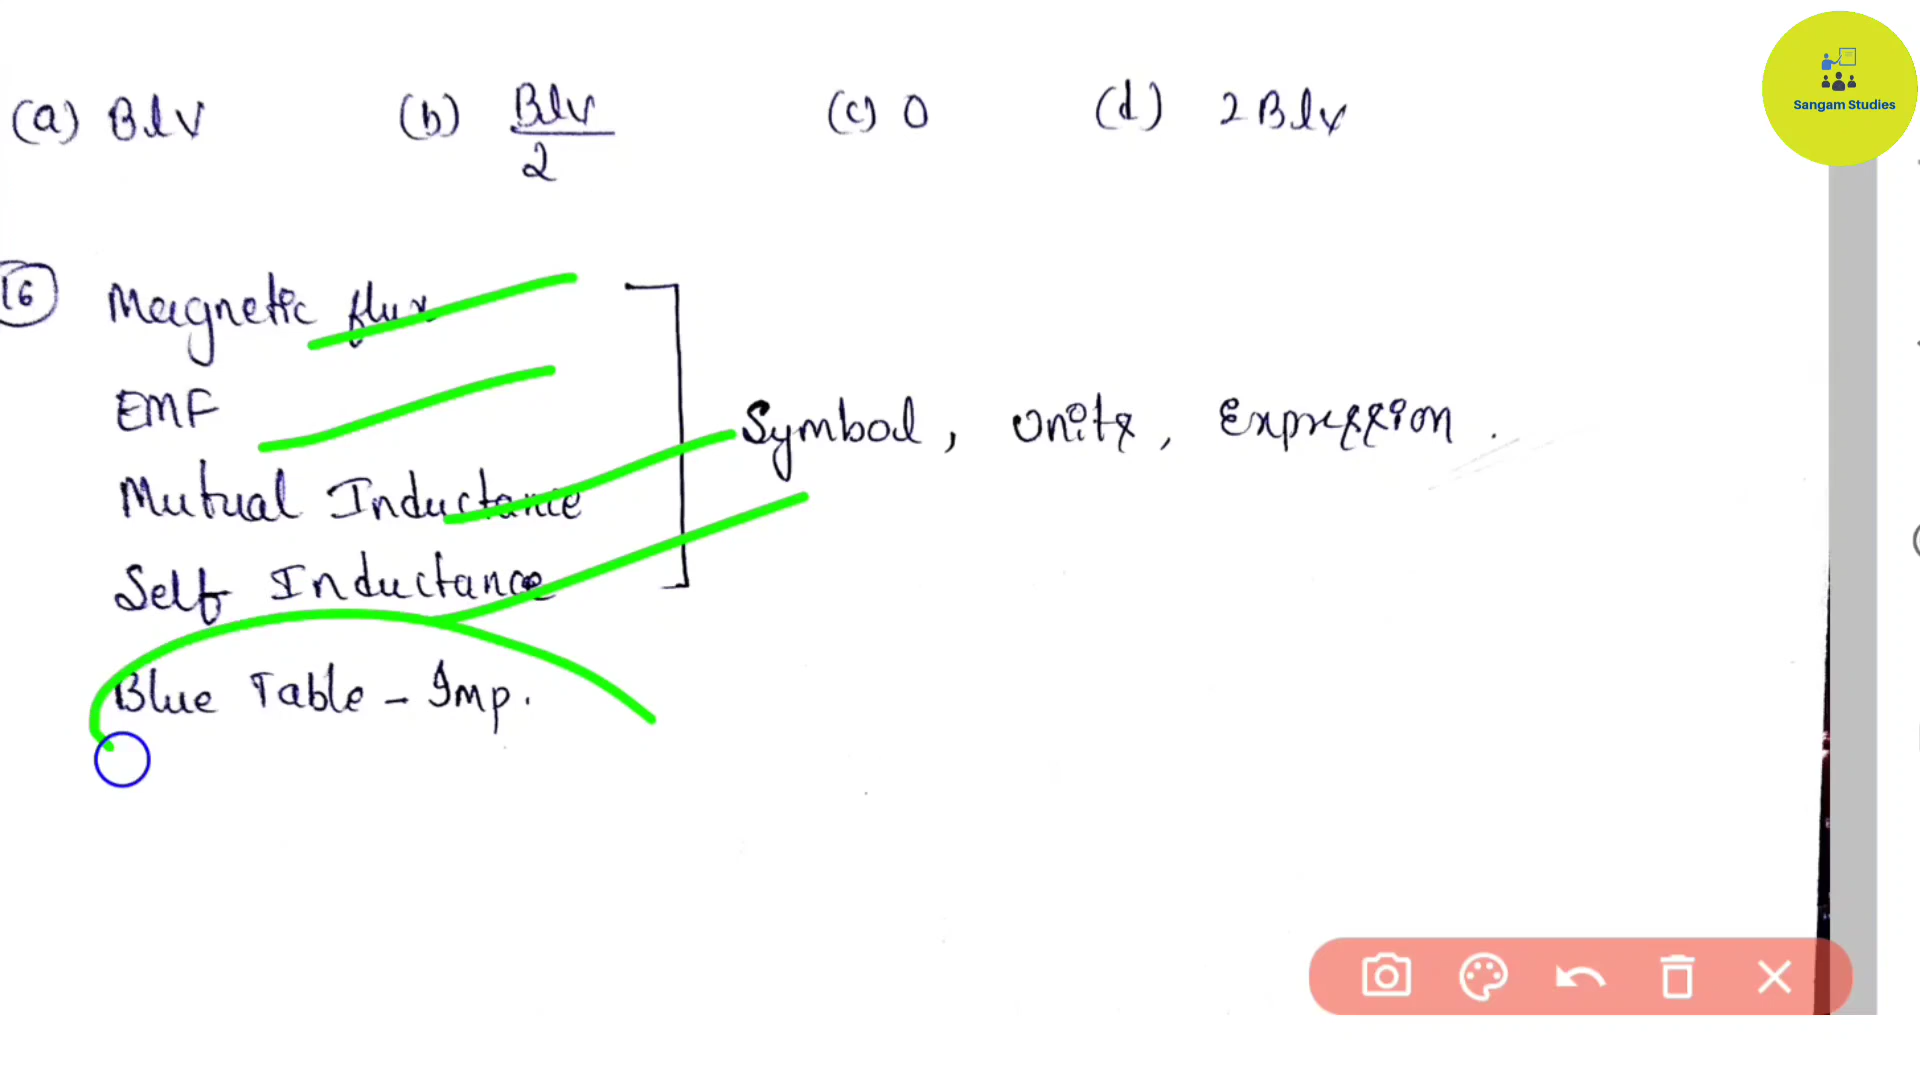 (a) Blv (b) Blv/2 (c) 0 (d) 2Blv
Sangam Studies
16 Magnetic flux
EMF
Symbol, Units, Expression.
Mutual Inductance
Self Inductance
Blue Table - Imp.